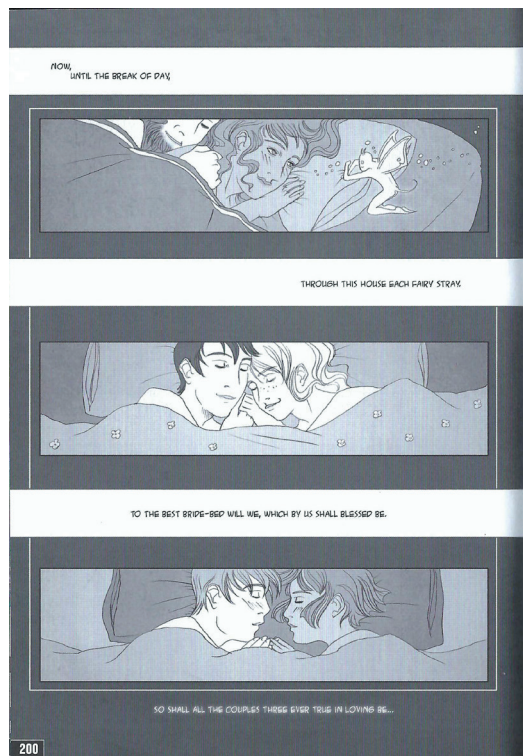 NOW,
UNTIL THE BREAK OF DAY,
THROUGH THIS HOUSE EACH FAIRY STRAY.
TO THE BEST BRIDE-BED WILL WE, WHICH BY US SHALL BLESSED BE.
SO SHALL ALL THE COUPLES THREE EVER TRUE IN LOVING BE...
200